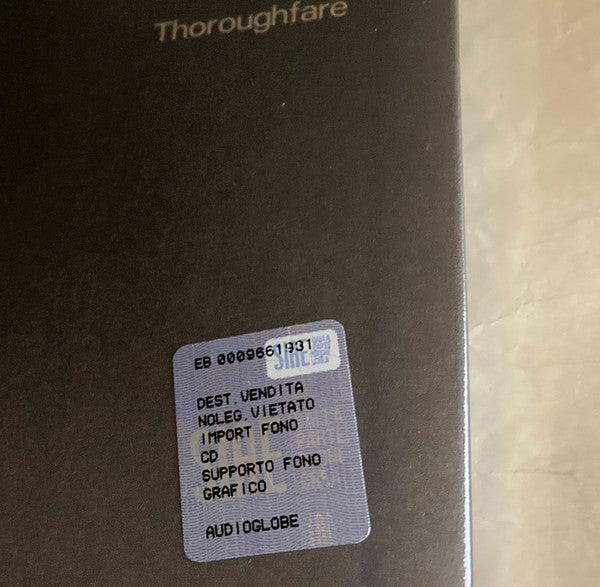 Thoroughfare
EB 0009661931
SIAE
DEST.VENDITA
NOLEG.VIETATO
IMPORT FONO
CD
SUPPORTO FONO
GRAFICO
AUDIOGLOBE